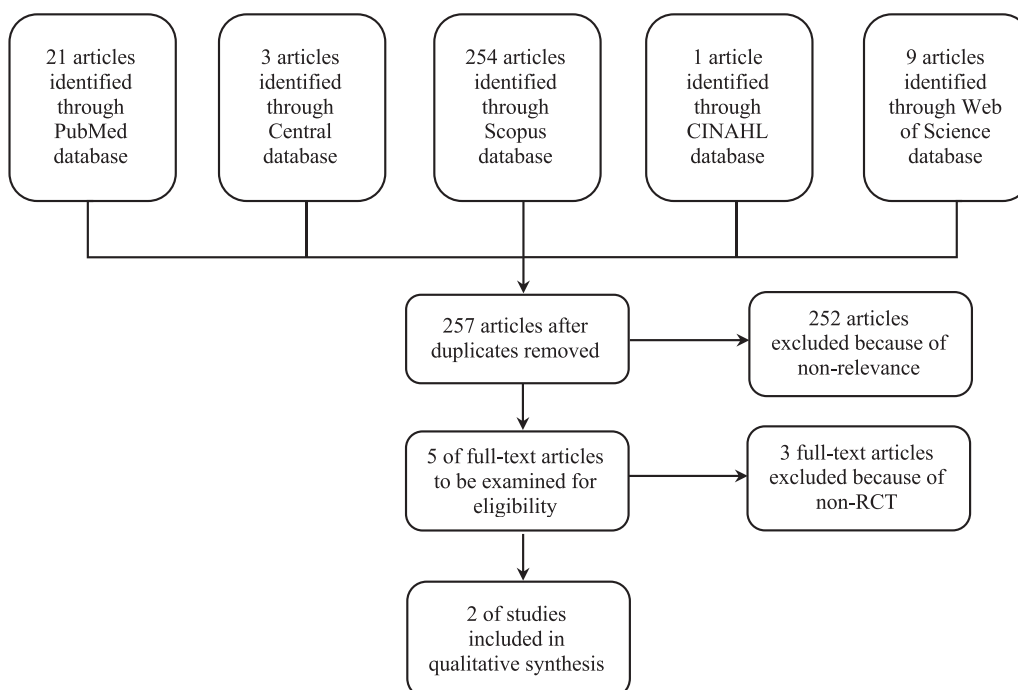 21 articles
identified
through
PubMed
database
3 articles
identified
through
Central
database
254 articles
identified
through
Scopus
database
1 article
identified
through
CINAHL
database
9 articles
identified
through Web
of Science
database
257 articles after
duplicates removed
252 articles
excluded because of
non-relevance
5 of full-text articles
to be examined for
eligibility
3 full-text articles
excluded because of
non-RCT
2 of studies
included in
qualitative synthesis